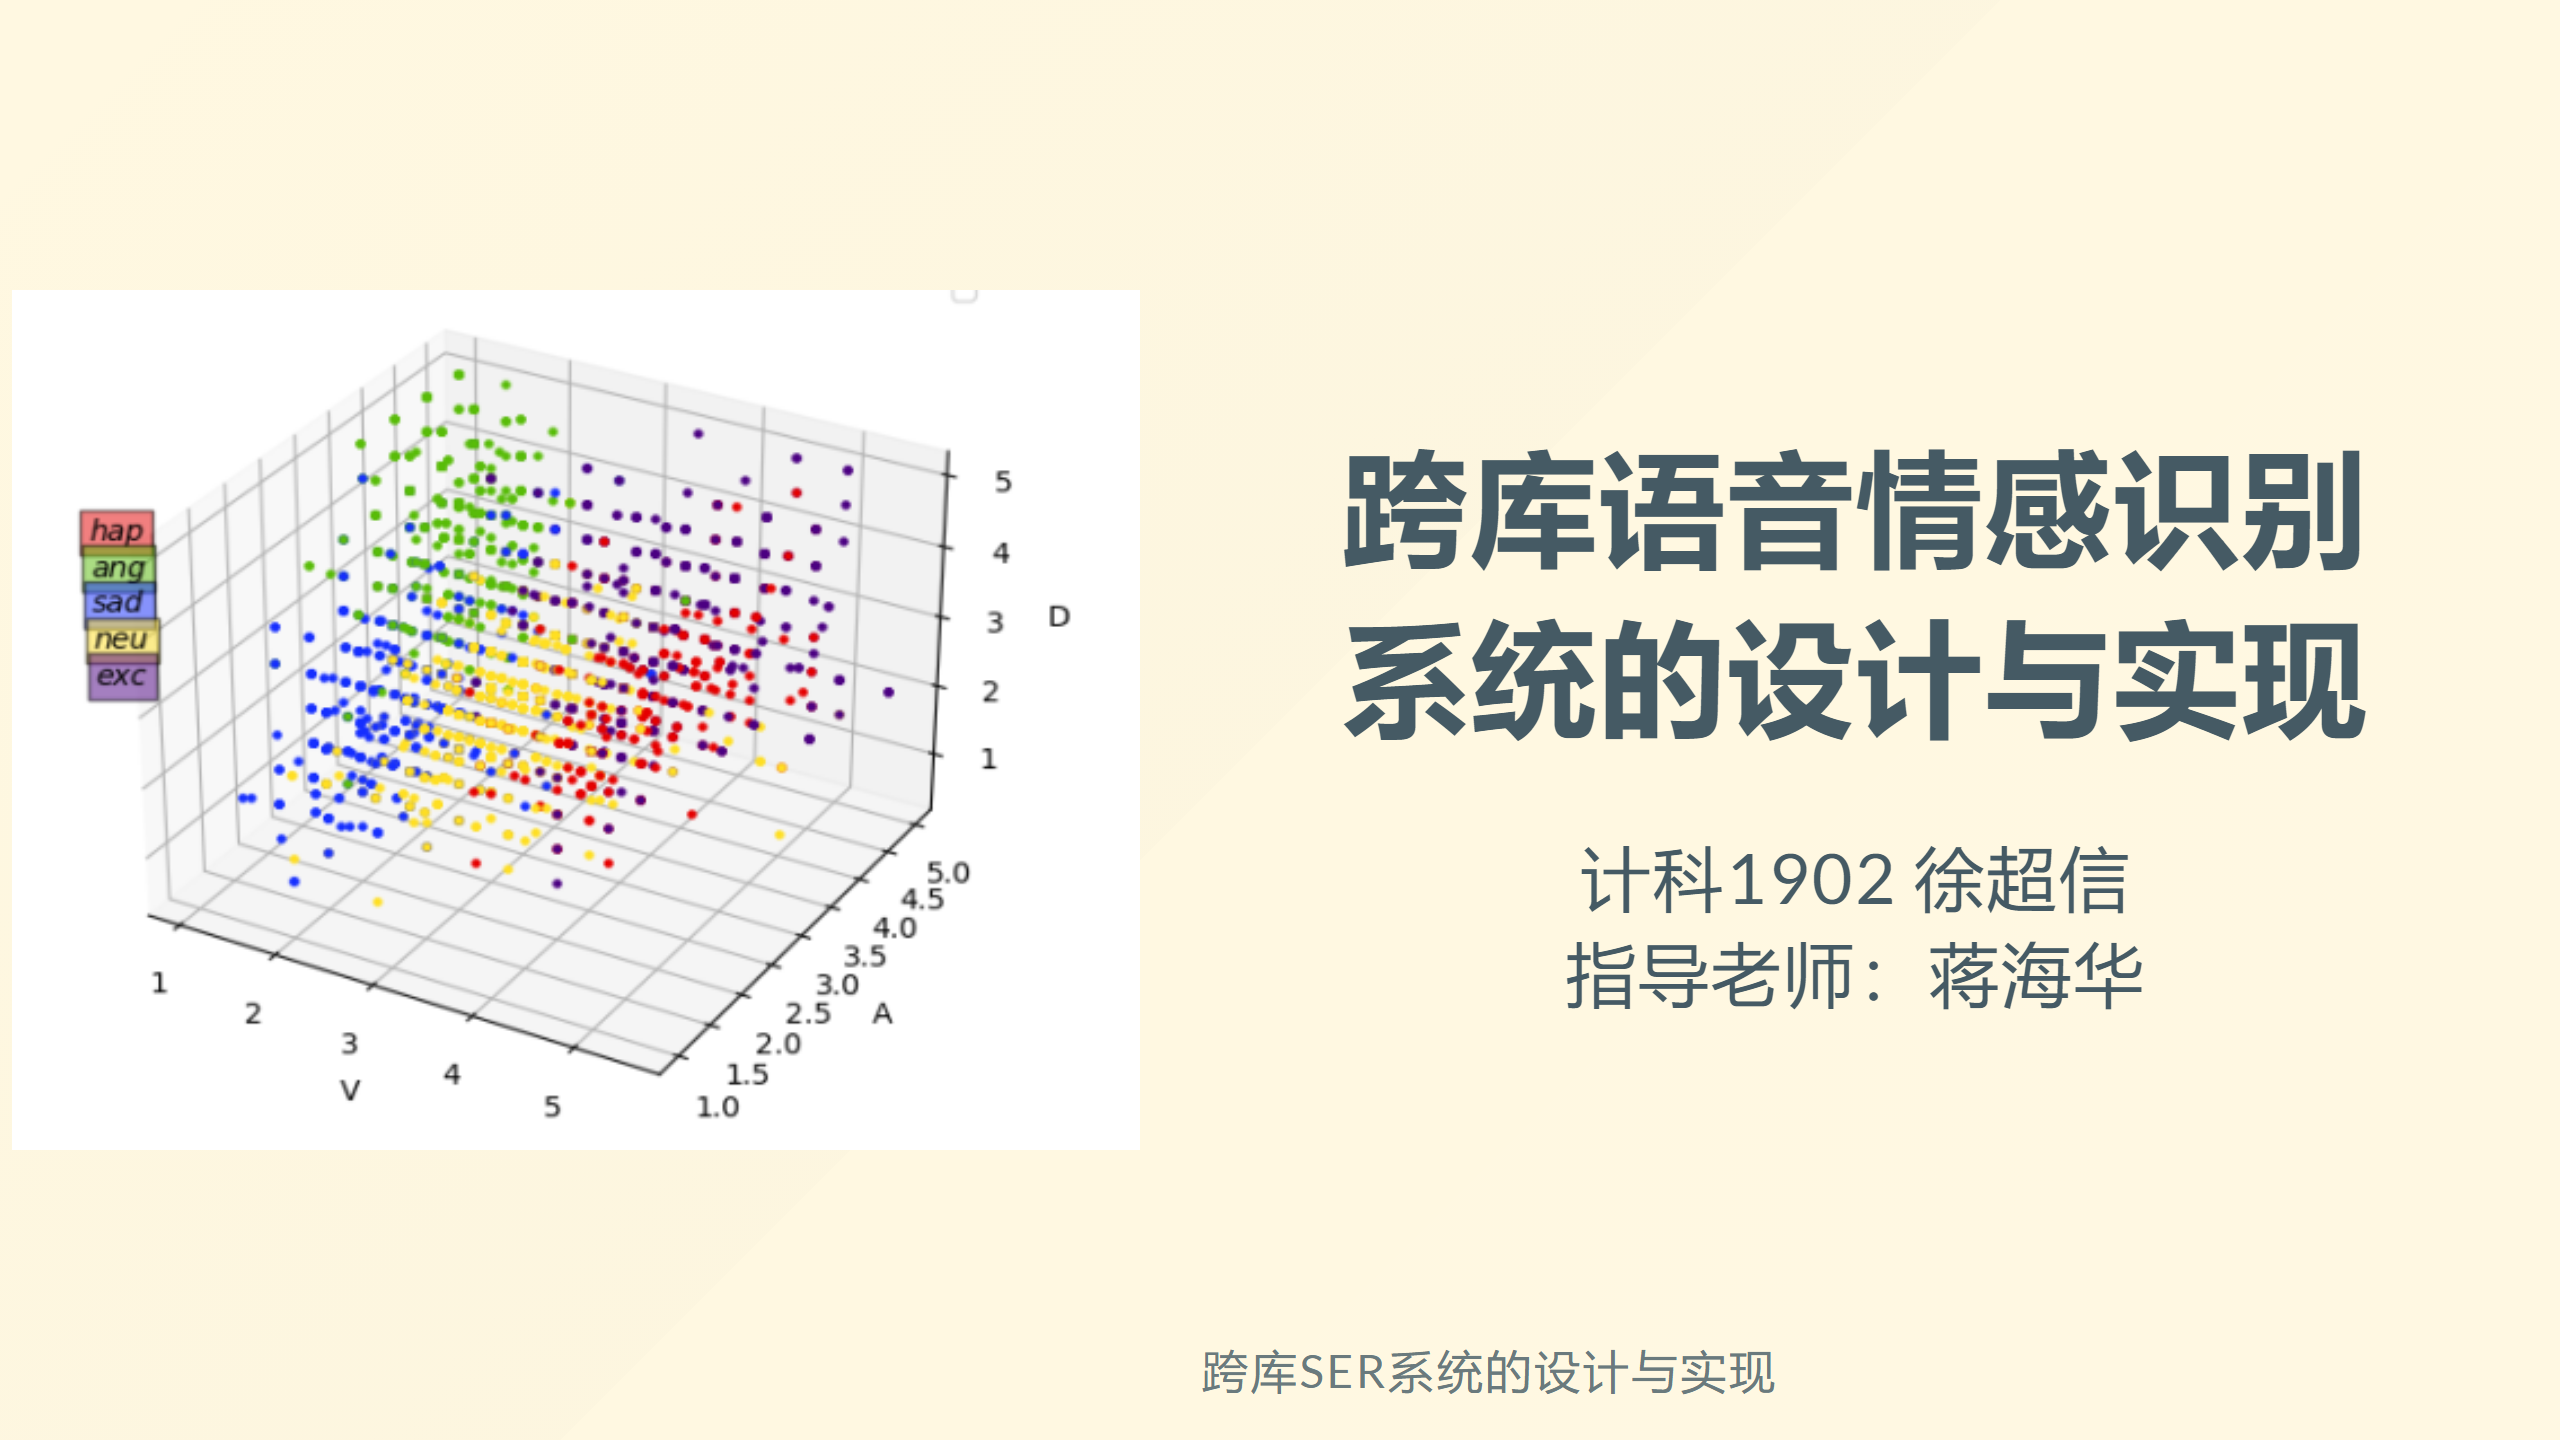 hap
ang
sad
neu
exc
5
4
3
2
1
D
5.0
4.5
4.0
3.5
3.0
2.5
2.0
1.5
1.0
A
1
2
3
4
5
V
跨库语音情感识别
系统的设计与实现
计科1902 徐超信
指导老师：蒋海华
跨库SER系统的设计与实现